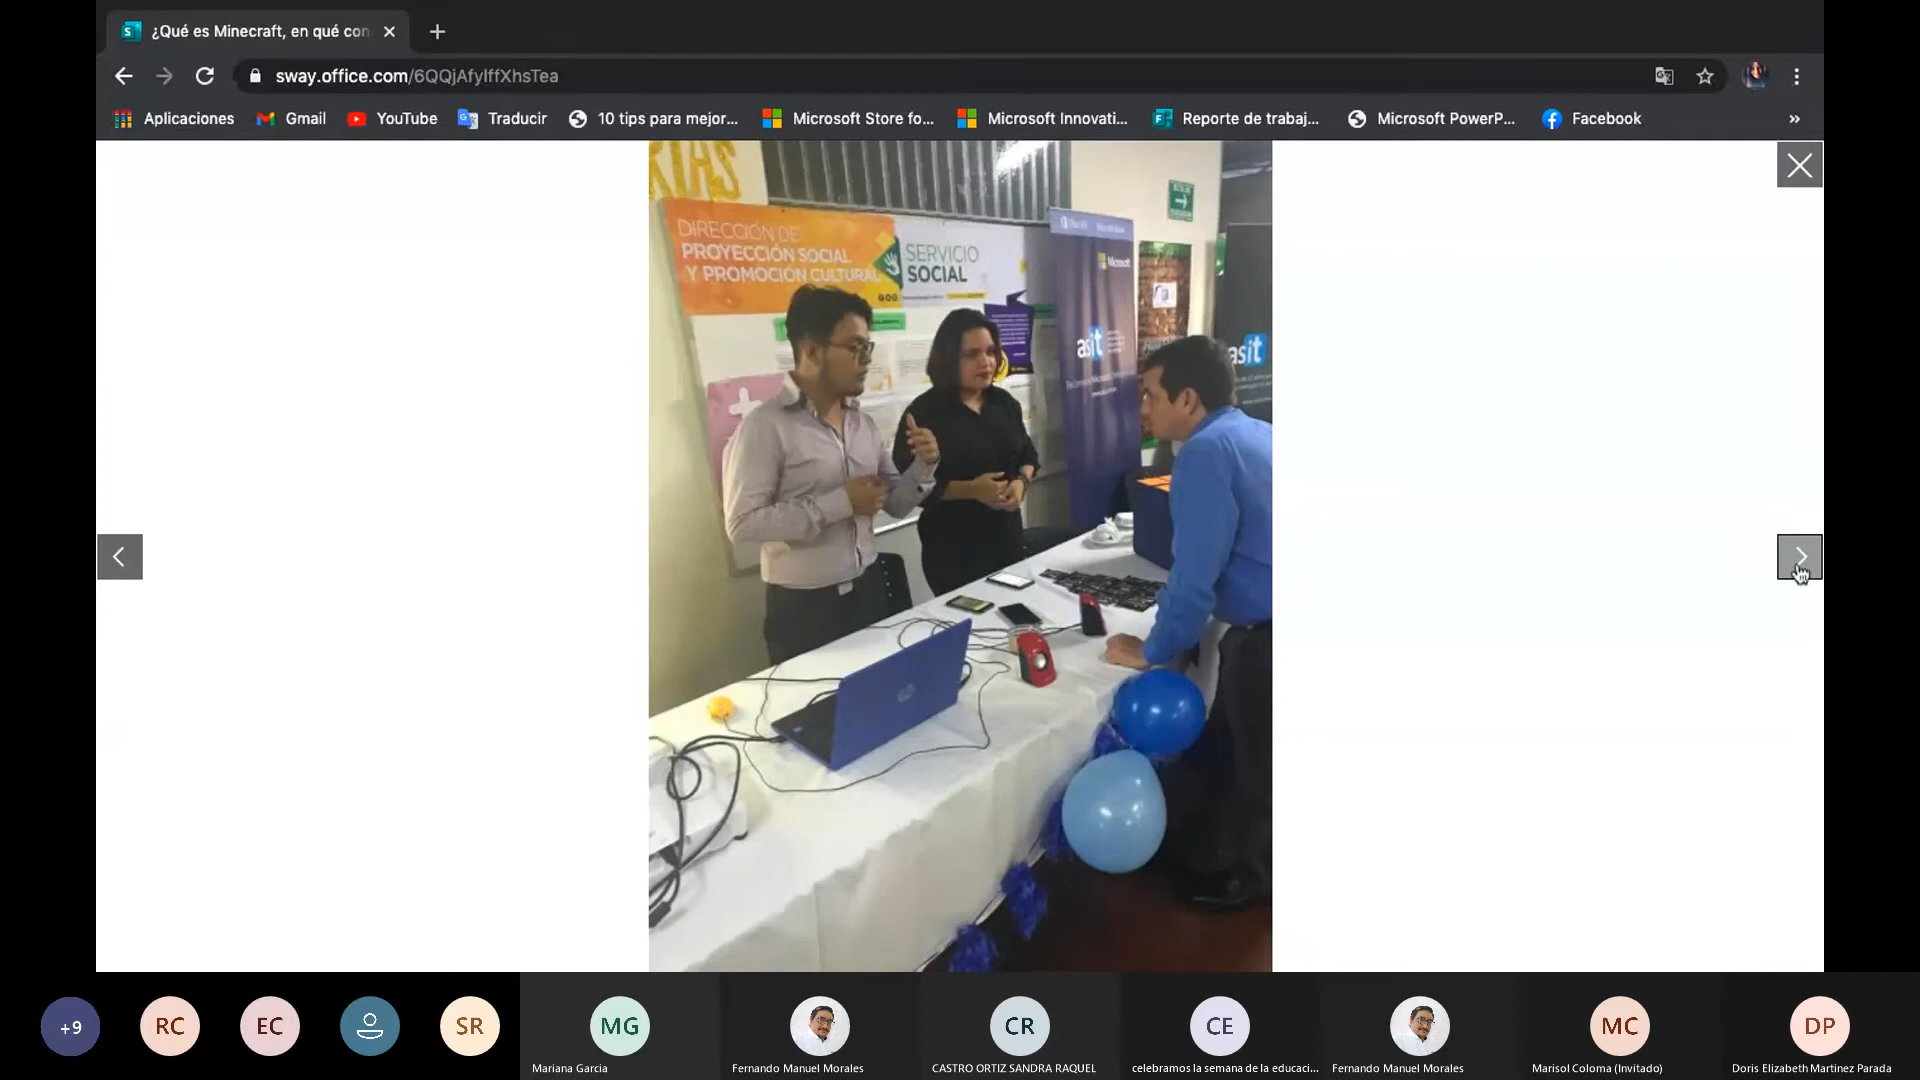 ¿Qué es Minecraft, en qué con
sway.office.com/6QQjAfyIffXhsTea
Aplicaciones
Gmail
YouTube
Traducir
10 tips para mejor...
Microsoft Store fo...
Microsoft Innovati...
Reporte de trabaj...
Microsoft PowerP...
Facebook
DIRECCIÓN DE
PROYECCIÓN SOCIAL
Y PROMOCIÓN CULTURAL
SERVICIO
SOCIAL
Microsoft
asit
asit
hp
+9
RC
EC
SR
MG
CR
CE
MC
DP
Mariana Garcia
Fernando Manuel Morales
CASTRO ORTIZ SANDRA RAQUEL
celebramos la semana de la educaci...
Fernando Manuel Morales
Marisol Coloma (Invitado)
Doris Elizabeth Martinez Parada